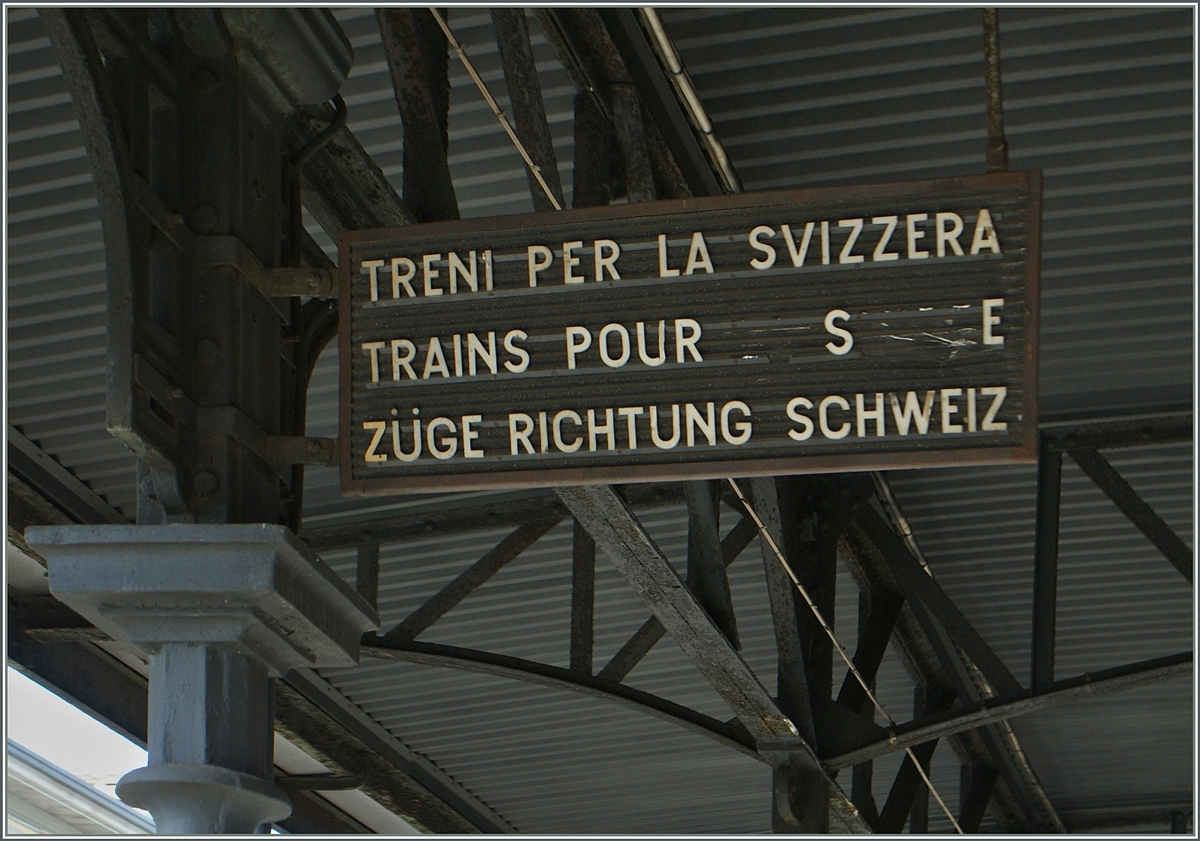 TRENI PER LA SVIZZERA
TRAINS POUR S E
ZÜGE RICHTUNG SCHWEIZ